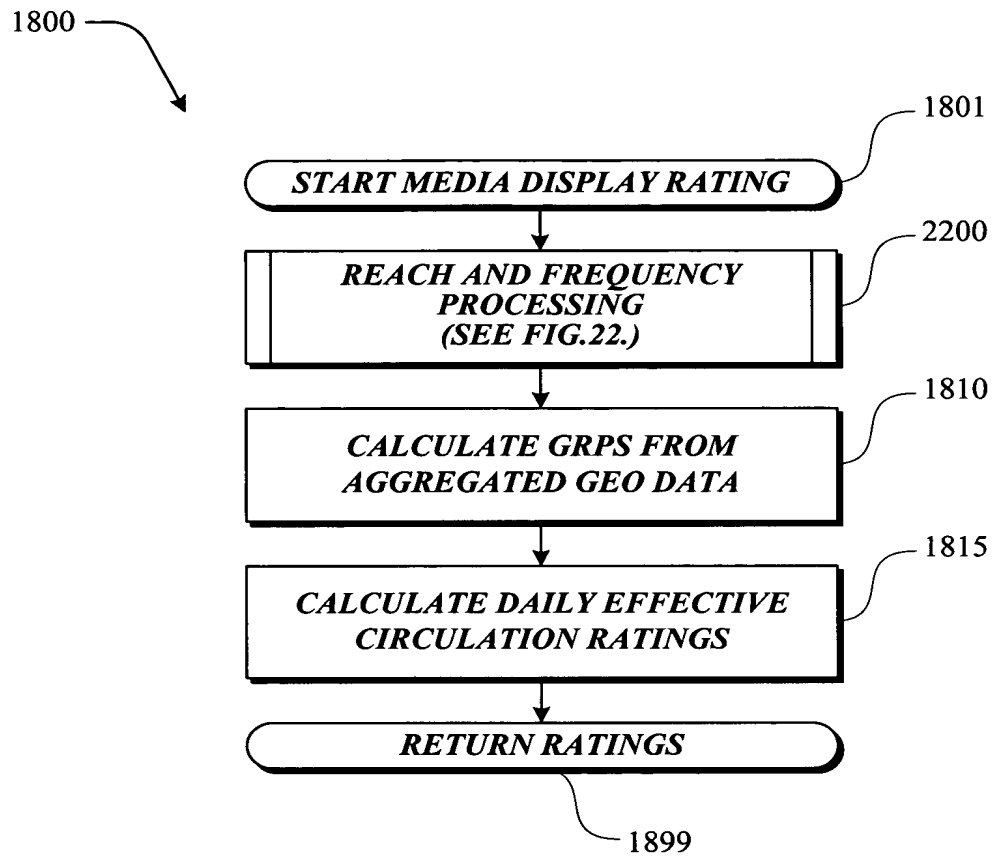 1800
1801
START MEDIA DISPLAY RATING
2200
REACH AND FREQUENCY
PROCESSING
(SEE FIG.22.)
1810
CALCULATE GRPS FROM
AGGREGATED GEO DATA
1815
CALCULATE DAILY EFFECTIVE
CIRCULATION RATINGS
RETURN RATINGS
1899